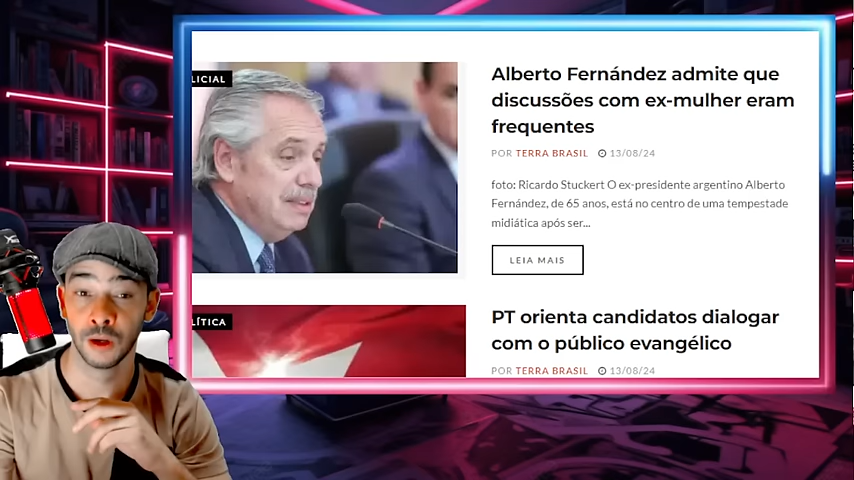 LICIAL
Alberto Fernández admite que
discussões com ex-mulher eram
frequentes
POR TERRA BRASIL 13/08/24
foto: Ricardo Stuckert O ex-presidente argentino Alberto
Fernández, de 65 anos, está no centro de uma tempestade
midiática após ser...
LEIA MAIS
LÍTICA
PT orienta candidatos dialogar
com o público evangélico
POR TERRA BRASIL 13/08/24